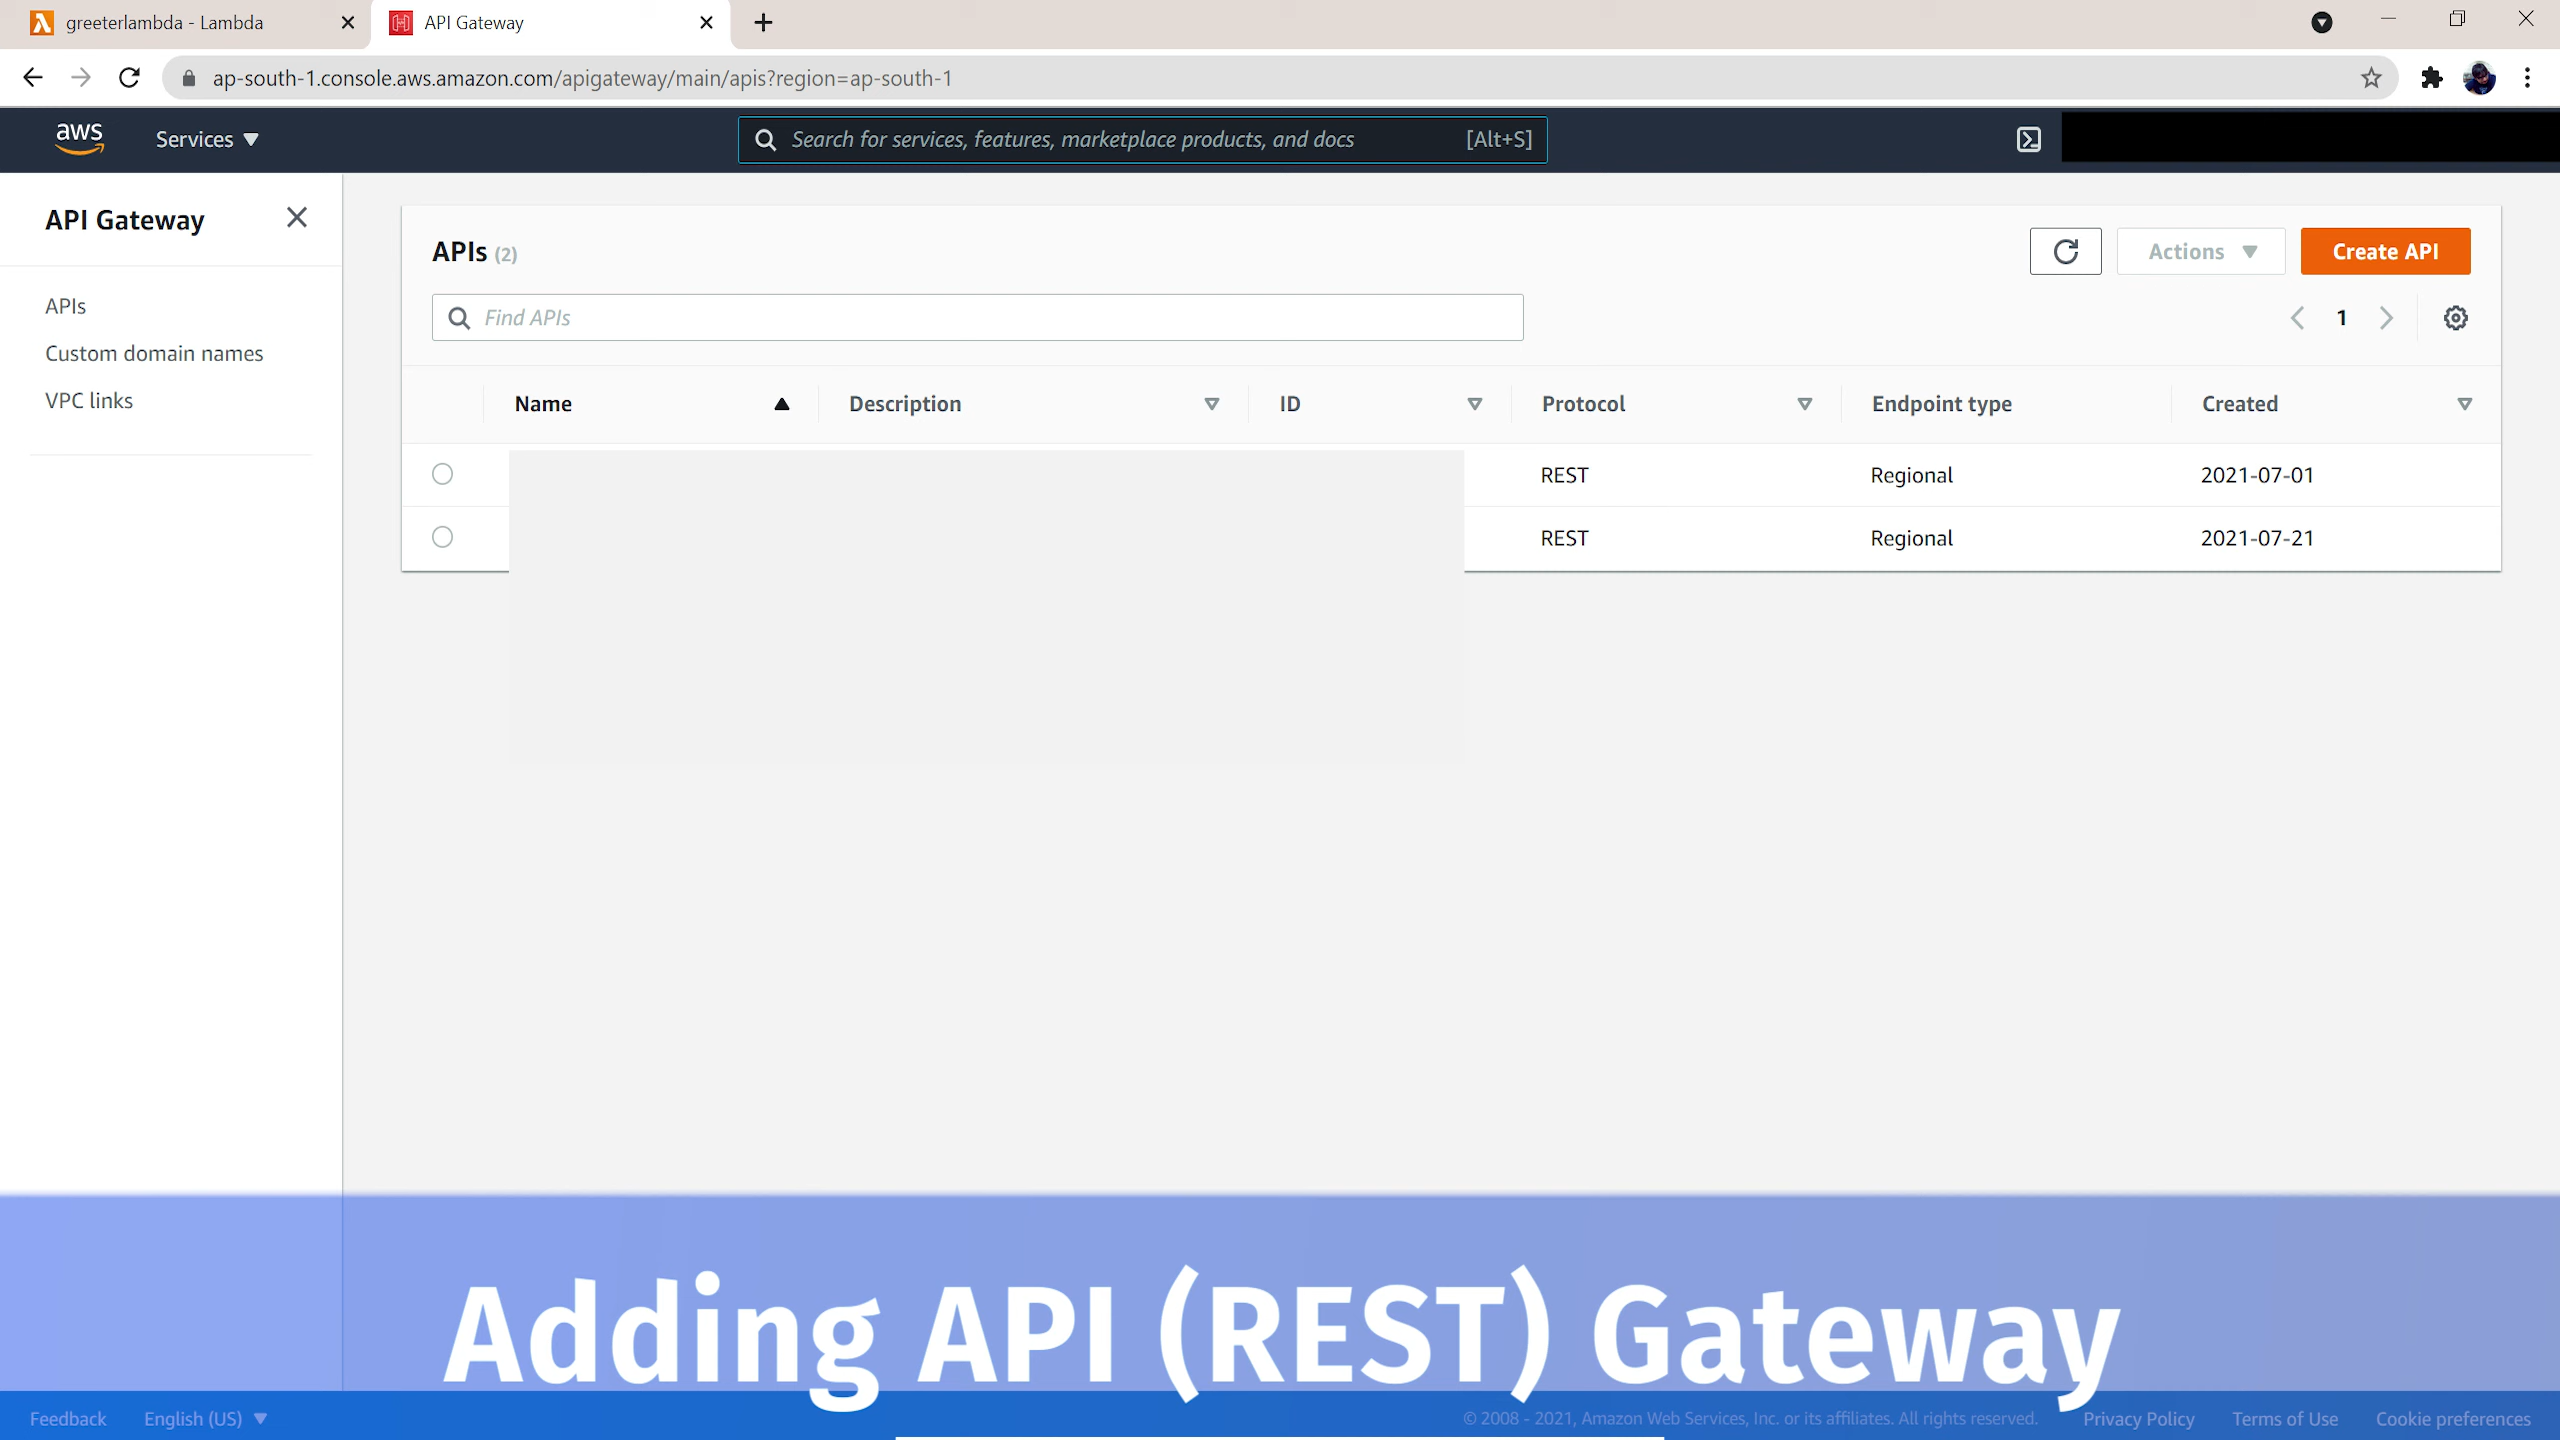 greeterlambda - Lambda
API Gateway
ap-south-1.console.aws.amazon.com/apigateway/main/apis?region=ap-south-1
aws
Services
Search for services, features, marketplace products, and docs [Alt+S]
API Gateway
APIs
Custom domain names
VPC links
APIs (2)
Actions
Create API
Find APIs
1
Name Description ID Protocol Endpoint type Created
REST Regional 2021-07-01
REST Regional 2021-07-21
Adding API (REST) Gateway
Feedback English (US) © 2008 - 2021, Amazon Web Services, Inc. or its affiliates. All rights reserved. Privacy Policy Terms of Use Cookie preferences